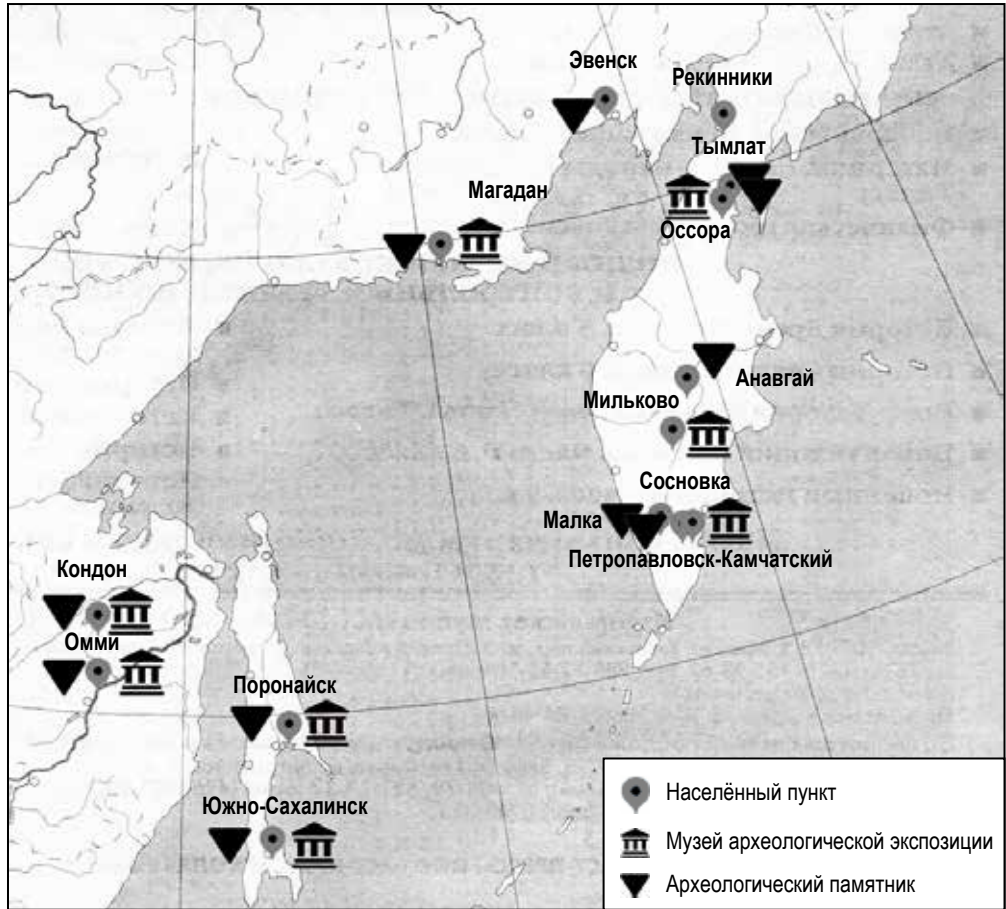 Эвенск
Рекинники
Тымлат
Магадан
Оссора
Анавгай
Мильково
Сосновка
Малка
Петропавловск-Камчатский
Кондон
Омми
Поронайск
Южно-Сахалинск
Населённый пункт
Музей археологической экспозиции
Археологический памятник